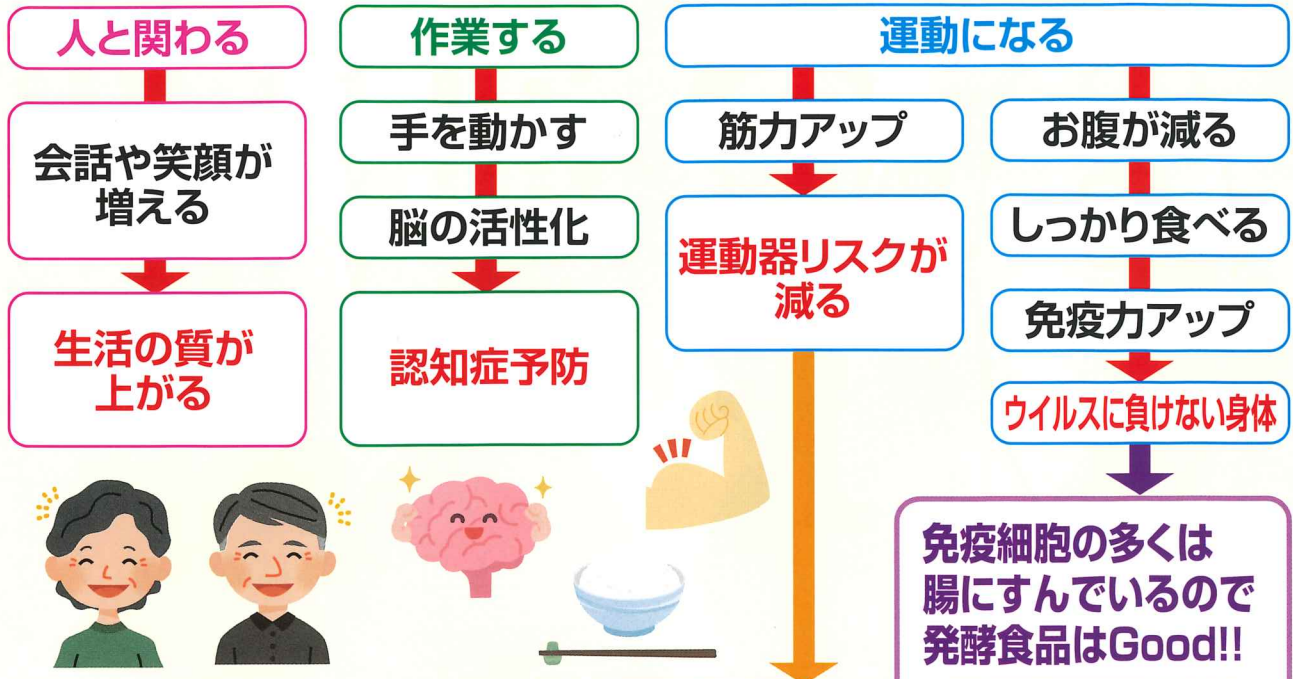 人と関わる
会話や笑顔が
増える
生活の質が
上がる
作業する
手を動かす
脳の活性化
認知症予防
運動になる
筋力アップ
運動器リスクが
減る
お腹が減る
しっかり食べる
免疫力アップ
ウイルスに負けない身体
免疫細胞の多くは
腸にすんでいるので
発酵食品はGood!!